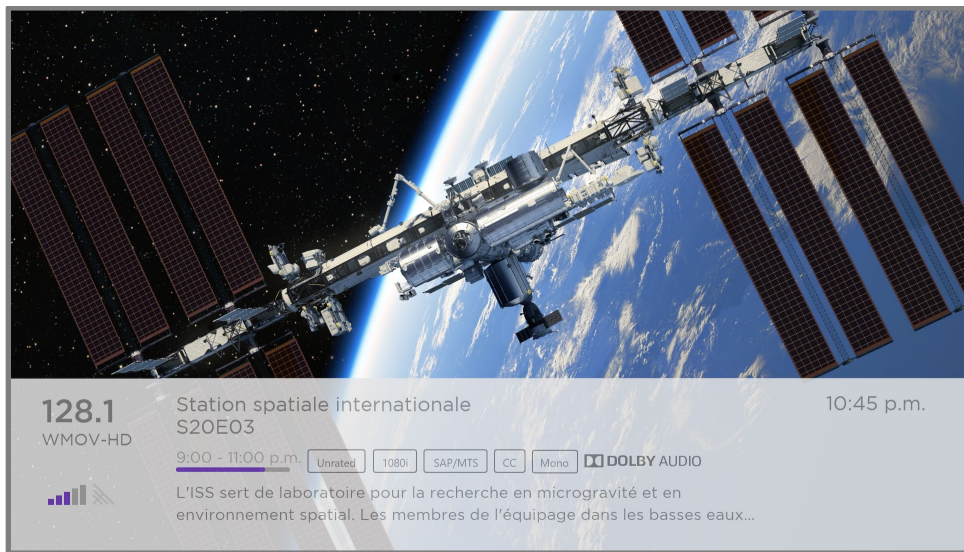 128.1
WMOV-HD
Station spatiale internationale
S20E03
10:45 p.m.
9:00 - 11:00 p.m.
Unrated
1080i
SAP/MTS
CC
Mono
DOLBY AUDIO
L'ISS sert de laboratoire pour la recherche en microgravité et en
environnement spatial. Les membres de l'équipage dans les basses eaux...